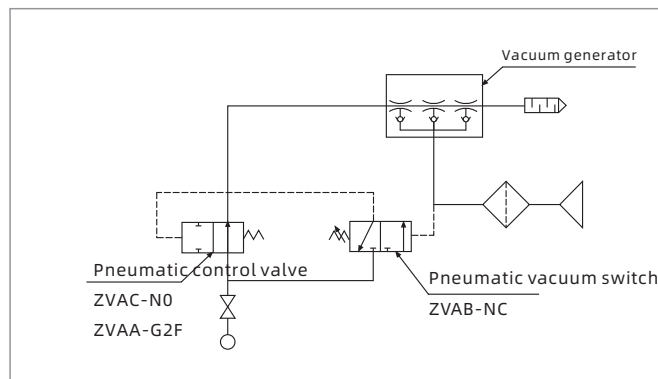 Vacuum generator
Pneumatic control valve
ZVAC-N0
ZVAA-G2F
Pneumatic vacuum switch
ZVAB-NC